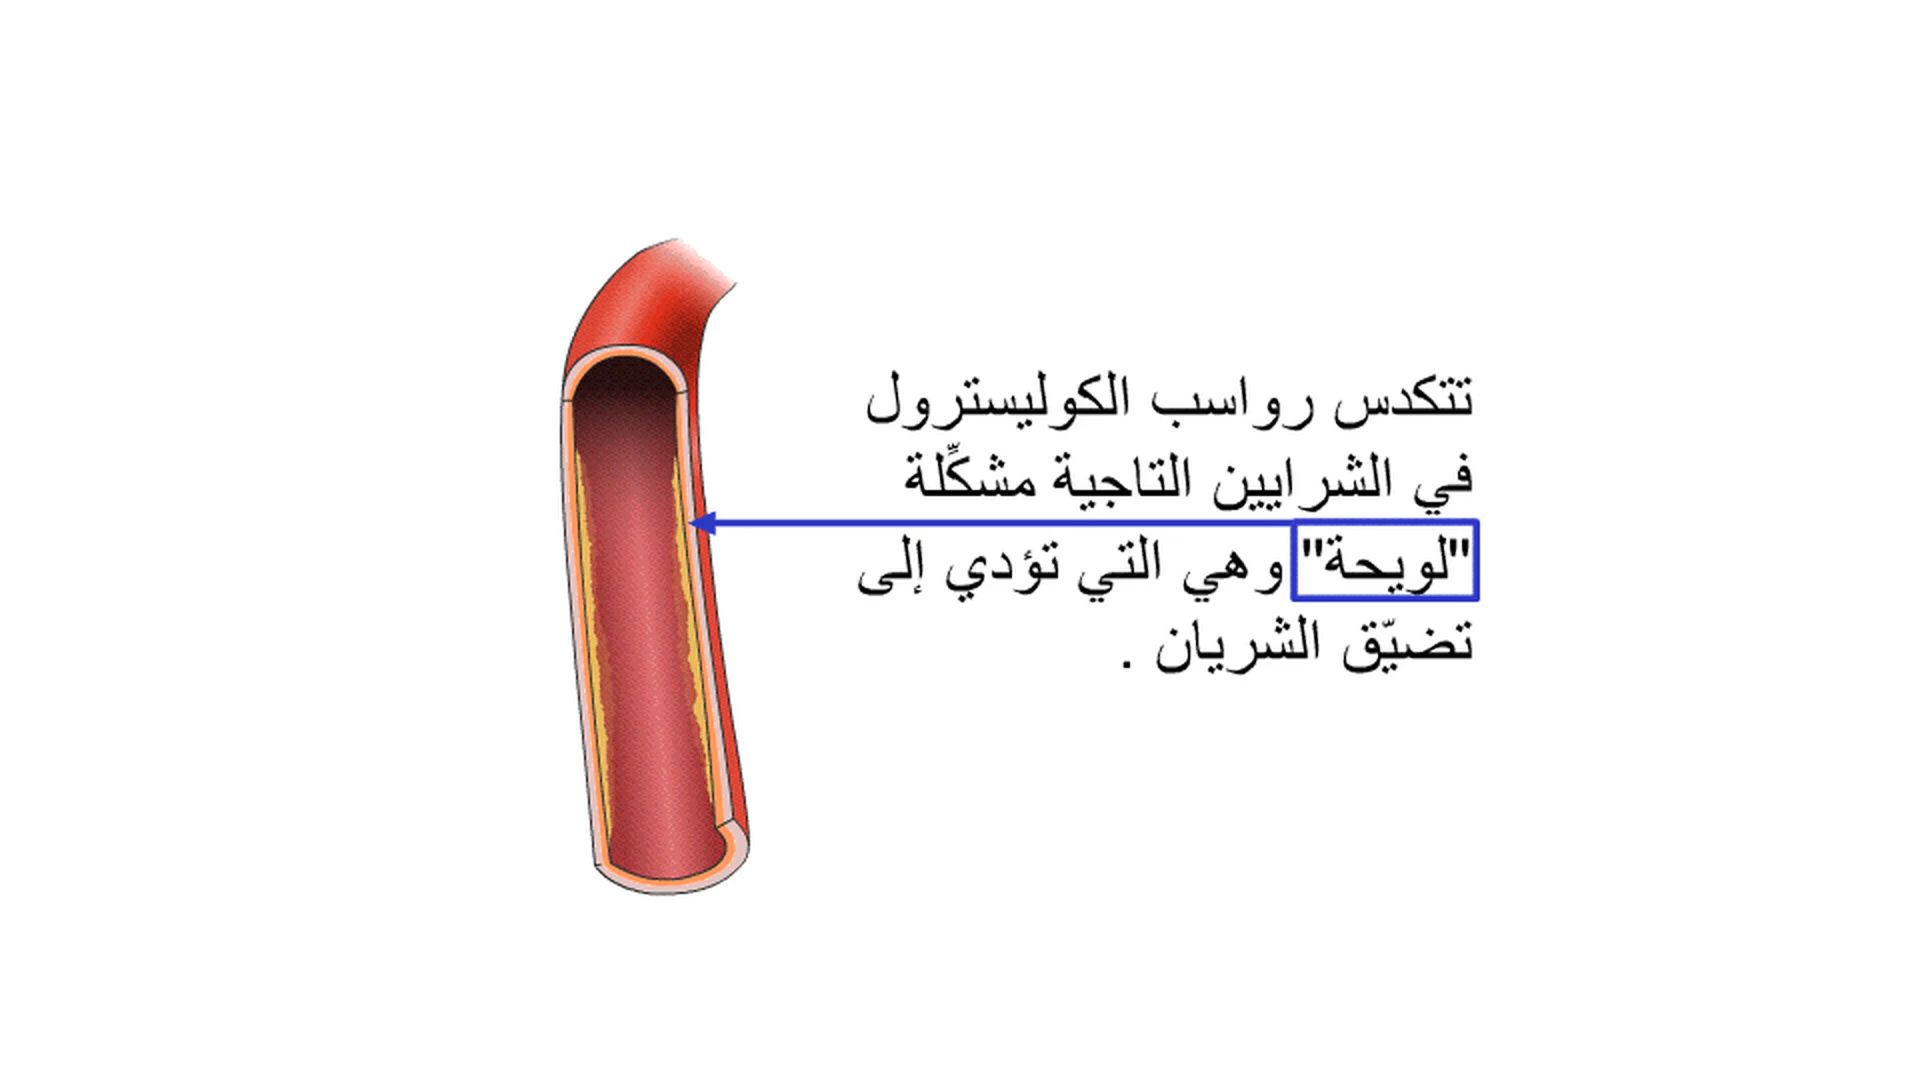 تتكدس رواسب الكوليسترول
في الشرايين التاجية مشكِّلة
"لويحة" وهي التي تؤدي إلى
تضيّق الشريان .